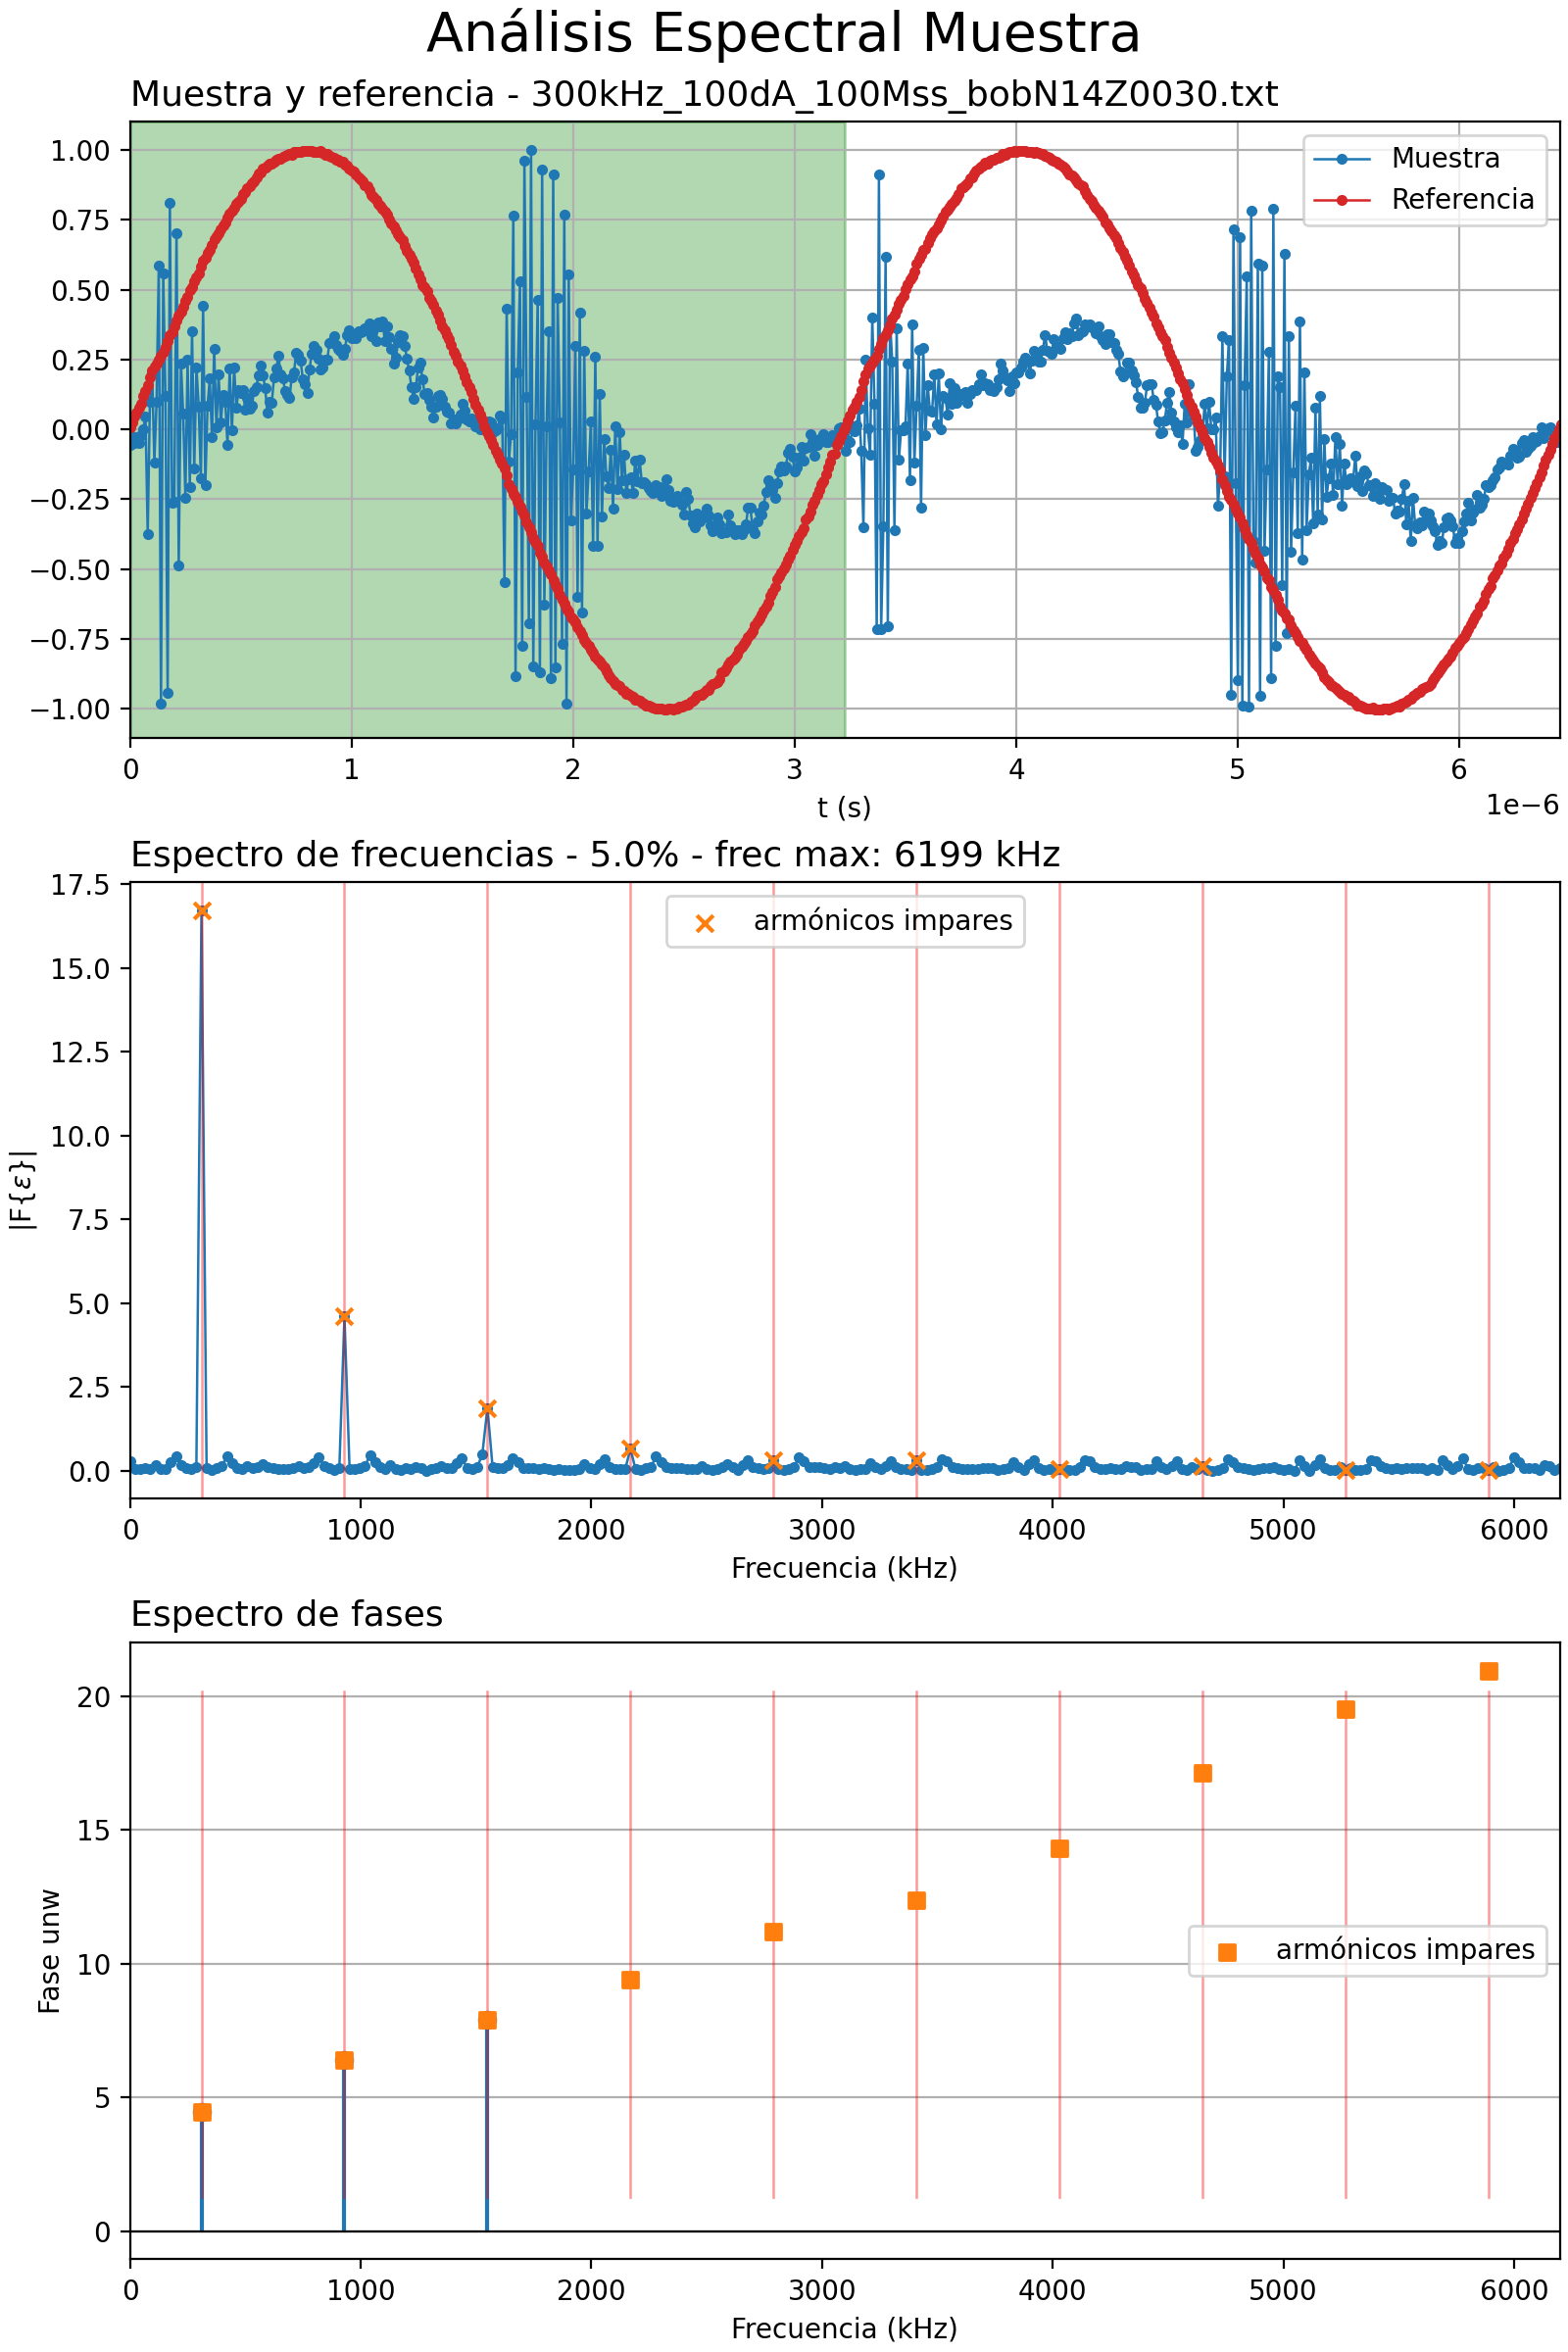 Análisis Espectral Muestra
Muestra y referencia - 300kHz_100dA_100Mss_bobN14Z0030.txt
1.00
0.75
0.50
0.25
0.00
−0.25
−0.50
−0.75
−1.00
Muestra
Referencia
0 1 2 3 4 5 6
1e−6
t (s)
Espectro de frecuencias - 5.0% - frec max: 6199 kHz
17.5
15.0
12.5
10.0
7.5
5.0
2.5
0.0
|F{ε}|
armónicos impares
0 1000 2000 3000 4000 5000 6000
Frecuencia (kHz)
Espectro de fases
20
15
10
5
0
Fase unw
armónicos impares
0 1000 2000 3000 4000 5000 6000
Frecuencia (kHz)